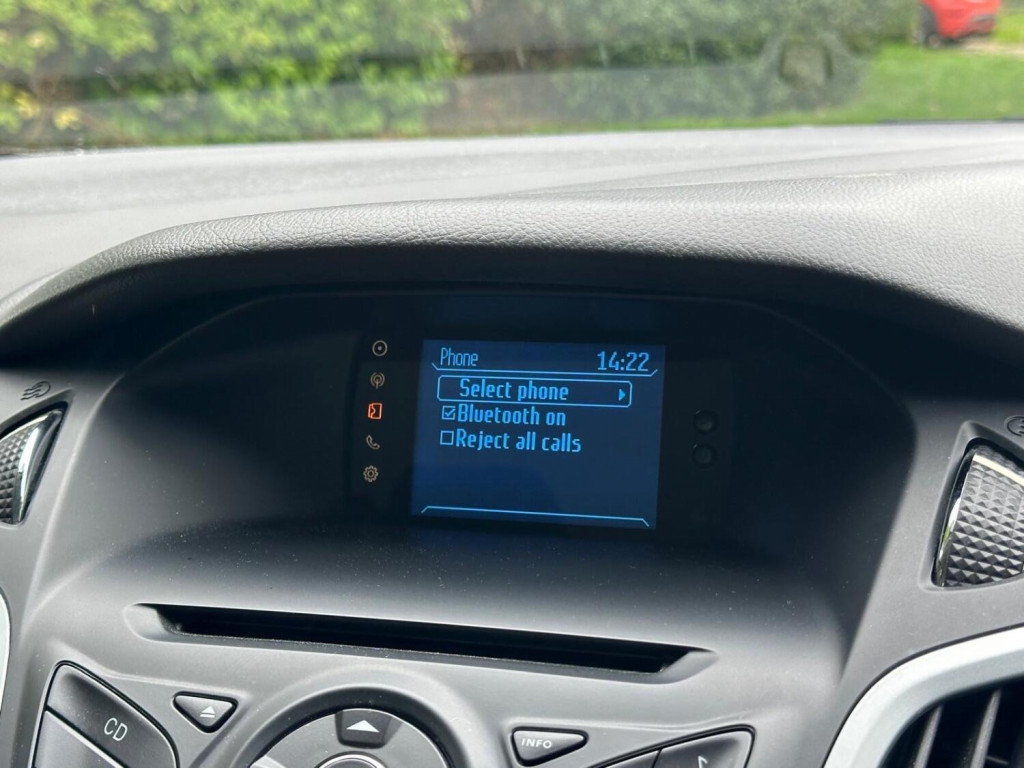 Phone 14:22
Select phone
Bluetooth on
Reject all calls
CD
INFO